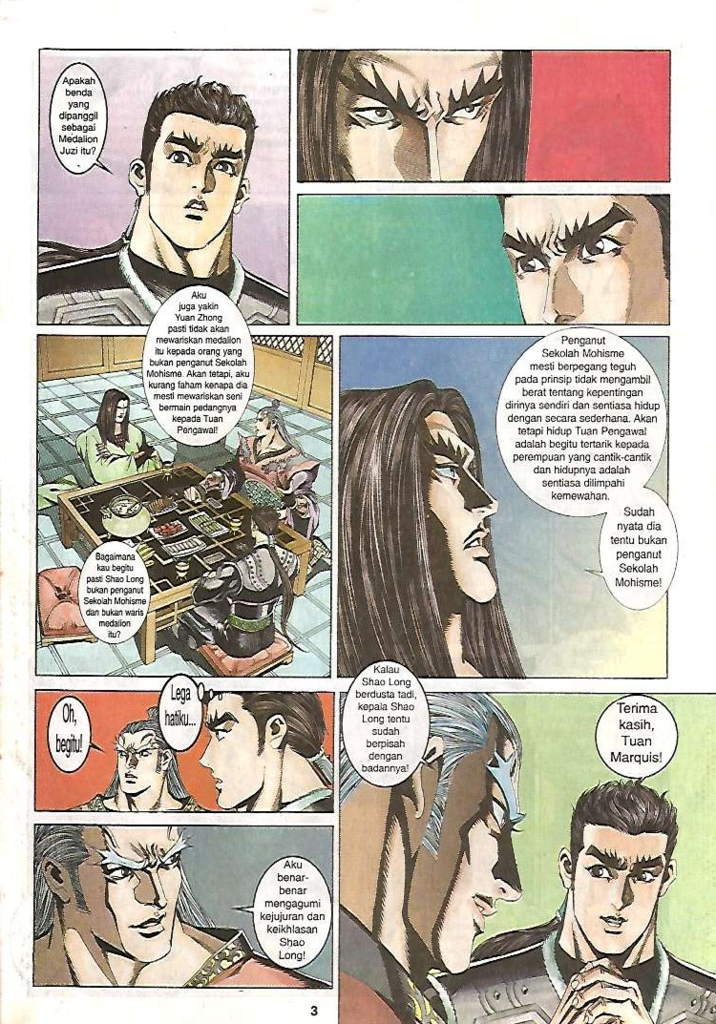 Apakah
benda
yang
dipanggil
sebagai
Medalion
Juzi itu?
Aku
juga yakin
Yuan Zhong
pasti tidak akan
mewariskan medalion
itu kepada orang yang
bukan penganut Sekolah
Mohisme. Akan tetapi, aku
kurang faham kenapa dia
mesti mewariskan seni
bermain pedangnya
kepada Tuan
Pengawal!
Bagaimana
kau begitu
pasti Shao Long
bukan penganut
Sekolah Mohisme
dan bukan waris
medalion
itu?
Penganut
Sekolah Mohisme
mesti berpegang teguh
pada prinsip tidak mengambil
berat tentang kepentingan
dirinya sendiri dan sentiasa hidup
dengan secara sederhana. Akan
tetapi hidup Tuan Pengawal
adalah begitu tertarik kepada
perempuan yang cantik-cantik
dan hidupnya adalah
sentiasa dilimpahi
kemewahan.
Sudah
nyata dia
tentu bukan
penganut
Sekolah
Mohisme!
Oh,
begitu!
Lega
hatiku...
Aku
benar-
benar
mengagumi
kejujuran dan
keikhlasan
Shao
Long!
Kalau
Shao Long
berdusta tadi,
kepala Shao
Long tentu
sudah
berpisah
dengan
badannya!
Terima
kasih,
Tuan
Marquis!
3